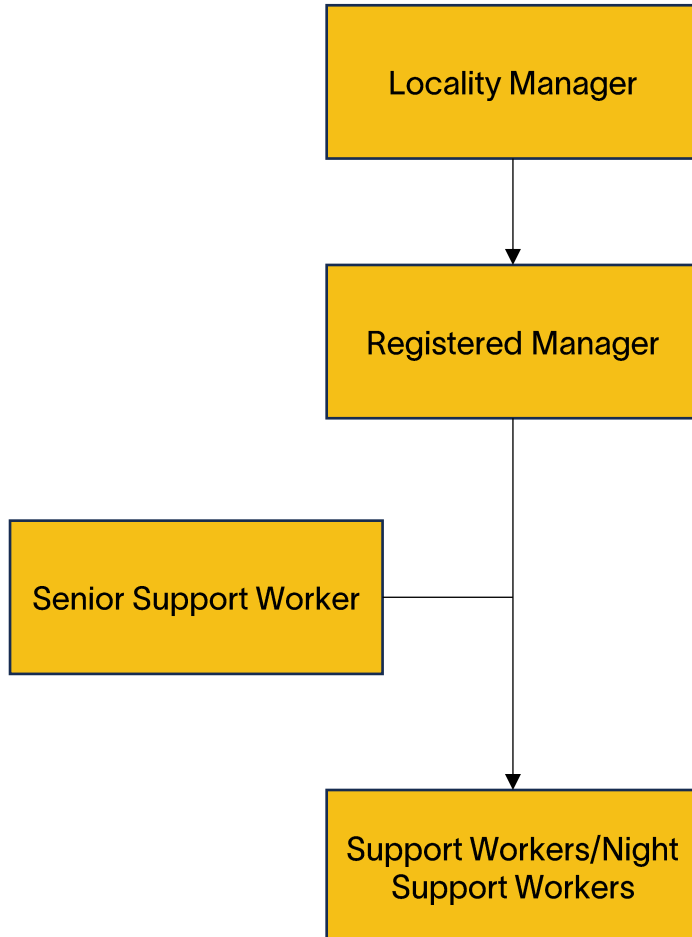 Locality Manager
Registered Manager
Senior Support Worker
Support Workers/Night
Support Workers